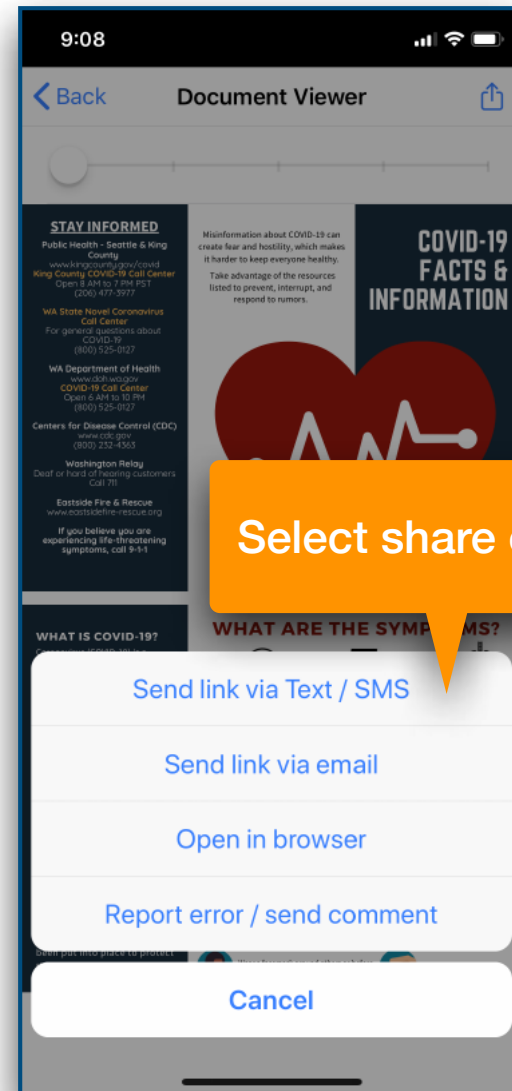 9:08
Back
Document Viewer
STAY INFORMED
Public Health - Seattle & King
County
www.kingcounty.gov/covid
King County COVID-19 Call Center
Open 8 AM to 7 PM PST
(206) 477-3977
WA State Novel Coronavirus
Call Center
For general questions about
COVID-19
(800) 525-0127
WA Department of Health
www.doh.wa.gov
COVID-19 Call Center
Open 6 AM to 10 PM
(800) 525-0127
Centers for Disease Control (CDC)
www.cdc.gov
(800) 232-4363
Washington Relay
Deaf or hard of hearing customers
Call 711
Eastside Fire & Rescue
www.eastsidefire-rescue.org
If you believe you are
experiencing life-threatening
symptoms, call 9-1-1
Misinformation about COVID-19 can
create fear and hostility, which makes
it harder to keep everyone healthy.
Take advantage of the resources
listed to prevent, interrupt, and
respond to rumors.
COVID-19
FACTS &
INFORMATION
Select share
WHAT IS COVID-19?
WHAT ARE THE
Send link via Text / SMS
Send link via email
Open in browser
Report error / send comment
been put into place to protect
Cancel